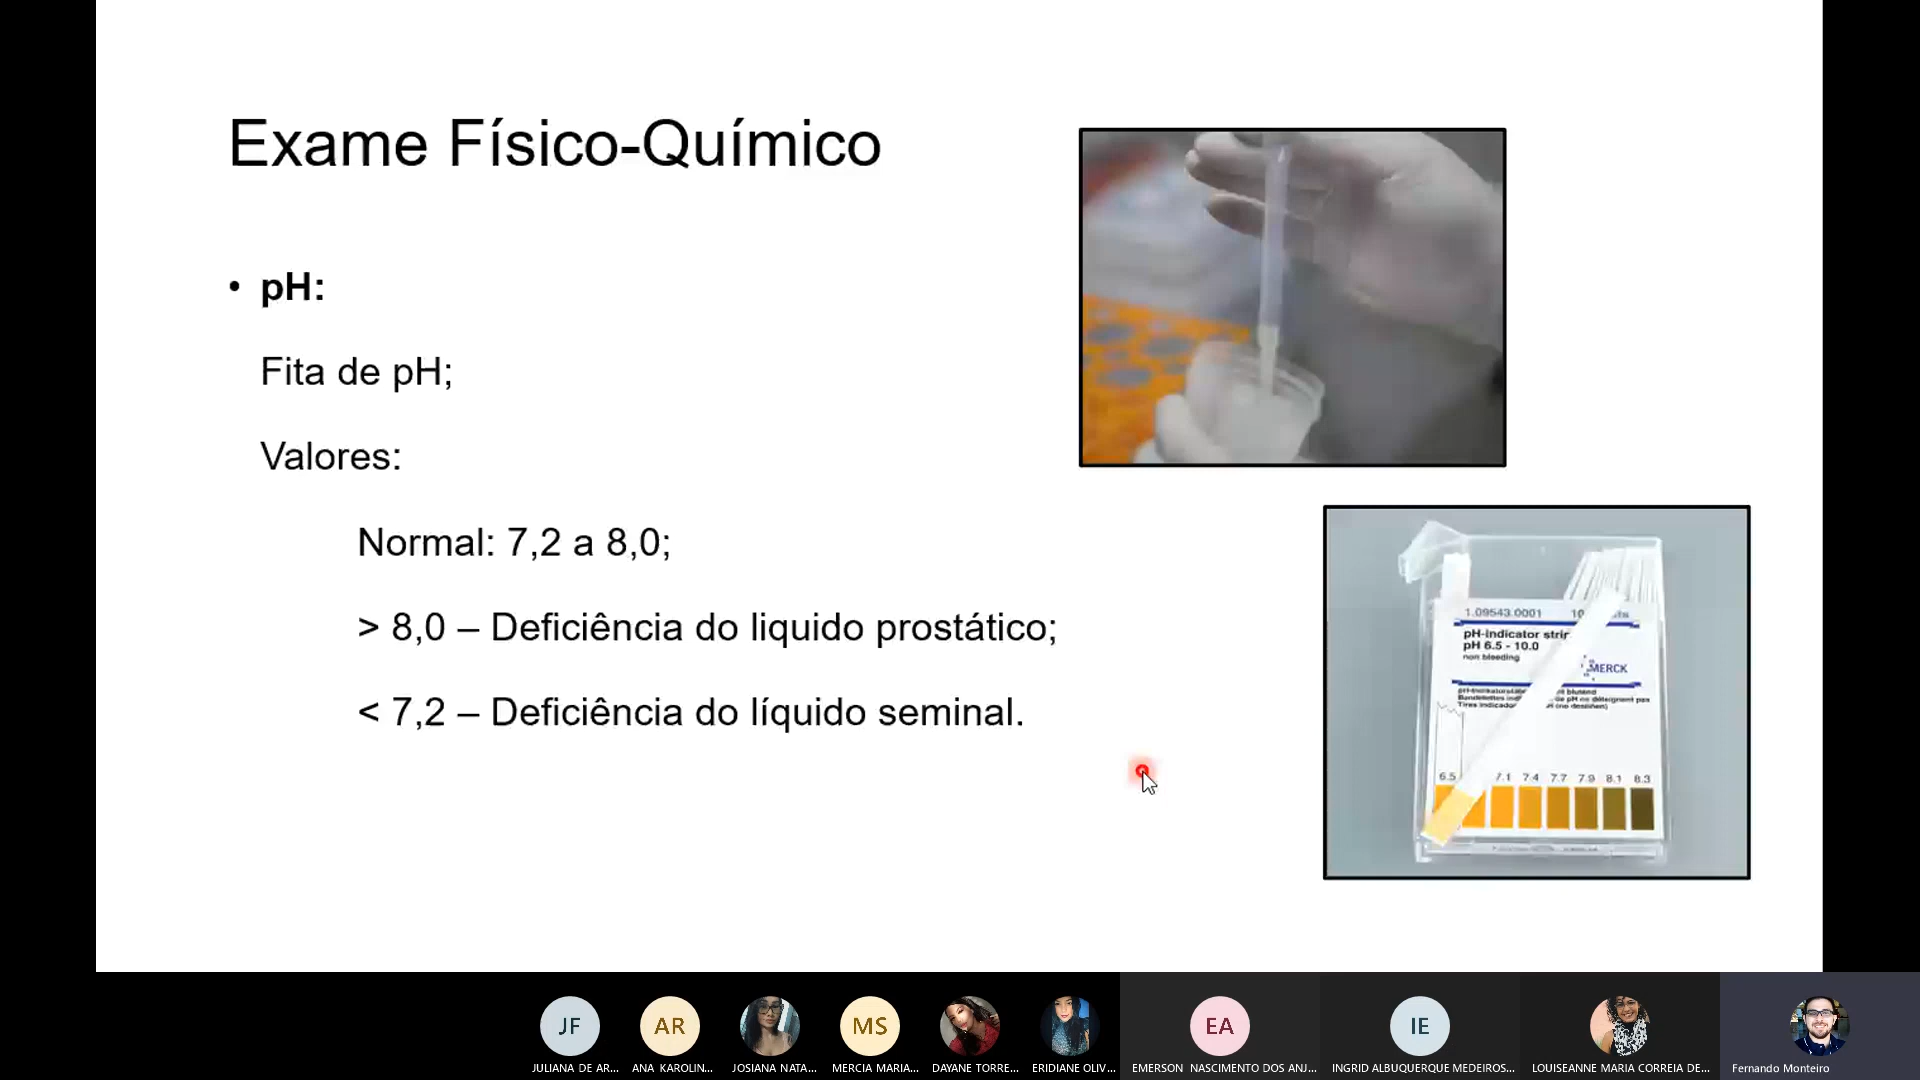 Exame Físico-Químico
• pH:
Fita de pH;
Valores:
Normal: 7,2 a 8,0;
> 8,0 – Deficiência do liquido prostático;
< 7,2 – Deficiência do líquido seminal.
1.09543.0001
pH-indicator
pH 6.5 - 10.0
non bleeding
MERCK
6.5 7.1 7.4 7.7 7.9 8.1 8.3
JF
AR
MS
EA
IE
JULIANA DE AR...
ANA KAROLIN...
JOSIANA NATA...
MERCIA MARIA...
DAYANE TORRE...
ERIDIANE OLIV...
EMERSON NASCIMENTO DOS ANJ...
INGRID ALBUQUERQUE MEDEIROS...
LOUISEANNE MARIA CORREIA DE...
Fernando Monteiro